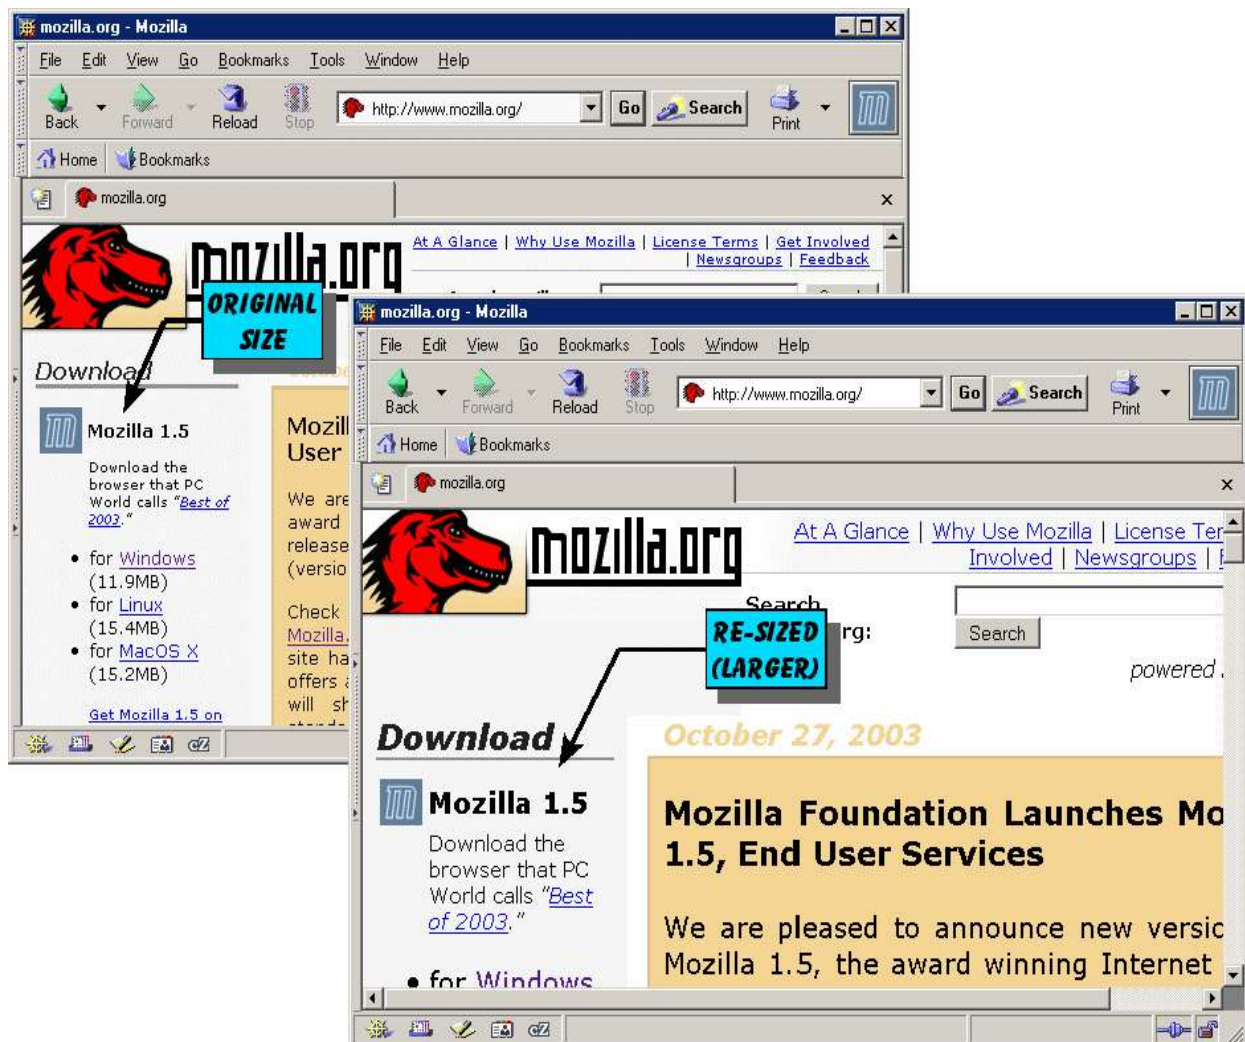 mozilla.org - Mozilla
File Edit View Go Bookmarks Tools Window Help
Back Forward Reload Stop http://www.mozilla.org/ Go Search Print
Home Bookmarks
mozilla.org
mozilla.org
At A Glance | Why Use Mozilla | License Terms | Get Involved
| Newsgroups | Feedback
ORIGINAL
SIZE
Download
Mozilla 1.5
Download the
browser that PC
World calls "Best of
2003."
• for Windows
(11.9MB)
• for Linux
(15.4MB)
• for MacOS X
(15.2MB)
Get Mozilla 1.5 on
Mozill
User
We are
award
release
(versio
Check
Mozilla.
site ha
offers
will sh
mozilla.org - Mozilla
File Edit View Go Bookmarks Tools Window Help
Back Forward Reload Stop http://www.mozilla.org/ Go Search Print
Home Bookmarks
mozilla.org
mozilla.org
At A Glance | Why Use Mozilla | License Ter
Involved | Newsgroups |
Search
rg:
Search
powered
RE-SIZED
(LARGER)
Download
Mozilla 1.5
Download the
browser that PC
World calls "Best
of 2003."
• for Windows
October 27, 2003
Mozilla Foundation Launches Mo
1.5, End User Services
We are pleased to announce new versic
Mozilla 1.5, the award winning Internet